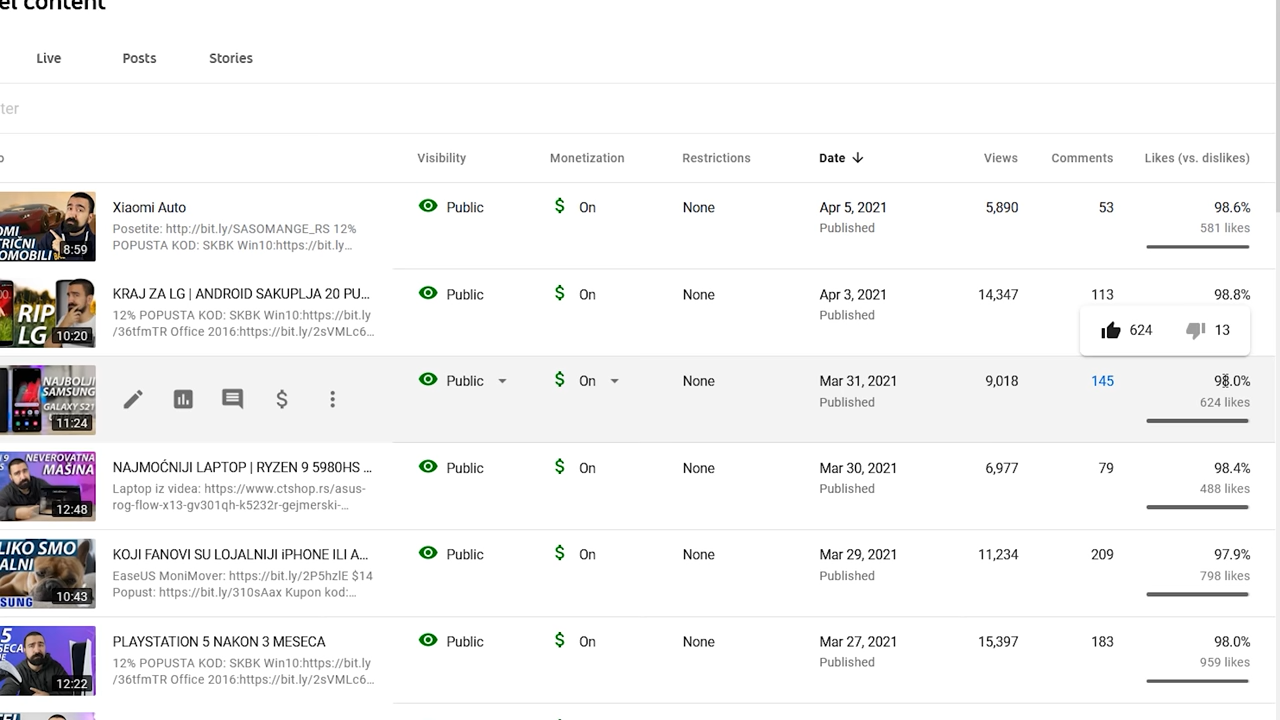 el content
Live Posts Stories
ter
o Visibility Monetization Restrictions Date Views Comments Likes (vs. dislikes)
OMI
TRIČNI
OMOBILI
8:59
Xiaomi Auto
Posetite: http://bit.ly/SASOMANGE_RS 12%
POPUSTA KOD: SKBK Win10:https://bit.ly...
Public $ On None Apr 5, 2021 5,890 53 98.6%
Published 581 likes
RIP
LG
10:20
KRAJ ZA LG | ANDROID SAKUPLJA 20 PU...
12% POPUSTA KOD: SKBK Win10:https://bit.ly
/36tfmTR Office 2016:https://bit.ly/2sVMLc6...
Public $ On None Apr 3, 2021 14,347 113 98.8%
Published
624 13
NAJBOLJI
SAMSUNG
GALAXY S21
11:24
Public $ On None Mar 31, 2021 9,018 145 98.0%
Published 624 likes
NEVEROVATNA
MAŠINA
12:48
NAJMOĆNIJI LAPTOP | RYZEN 9 5980HS ...
Laptop iz videa: https://www.ctshop.rs/asus-
rog-flow-x13-gv301qh-k5232r-gejmerski-...
Public $ On None Mar 30, 2021 6,977 79 98.4%
Published 488 likes
LIKO SMO
ALNI
SUNG
10:43
KOJI FANOVI SU LOJALNIJI iPHONE ILI A...
EaseUS MoniMover: https://bit.ly/2P5hzlE $14
Popust: https://bit.ly/310sAax Kupon kod:...
Public $ On None Mar 29, 2021 11,234 209 97.9%
Published 798 likes
5
SECA
12:22
PLAYSTATION 5 NAKON 3 MESECA
12% POPUSTA KOD: SKBK Win10:https://bit.ly
/36tfmTR Office 2016:https://bit.ly/2sVMLc6...
Public $ On None Mar 27, 2021 15,397 183 98.0%
Published 959 likes